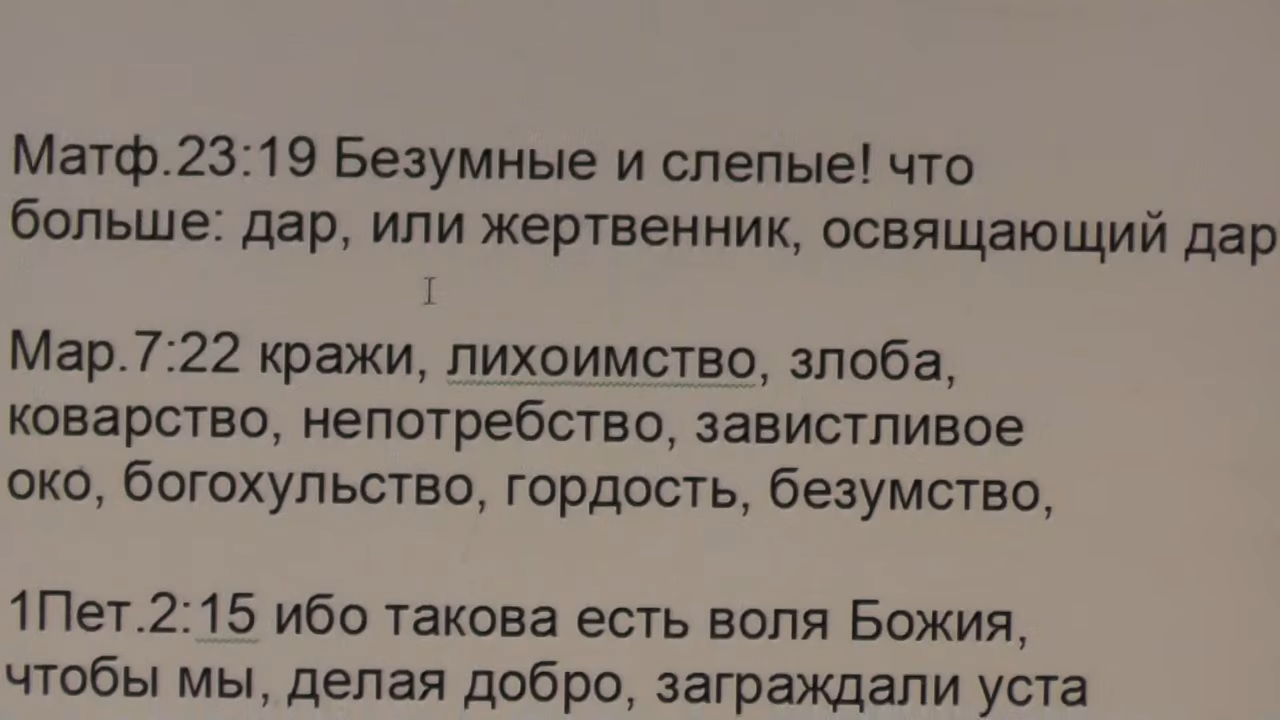 Матф.23:19 Безумные и слепые! что
больше: дар, или жертвенник, освящающий дар
Мар.7:22 кражи, лихоимство, злоба,
коварство, непотребство, завистливое
око, богохульство, гордость, безумство,
1Пет.2:15 ибо такова есть воля Божия,
чтобы мы, делая добро, заграждали уста